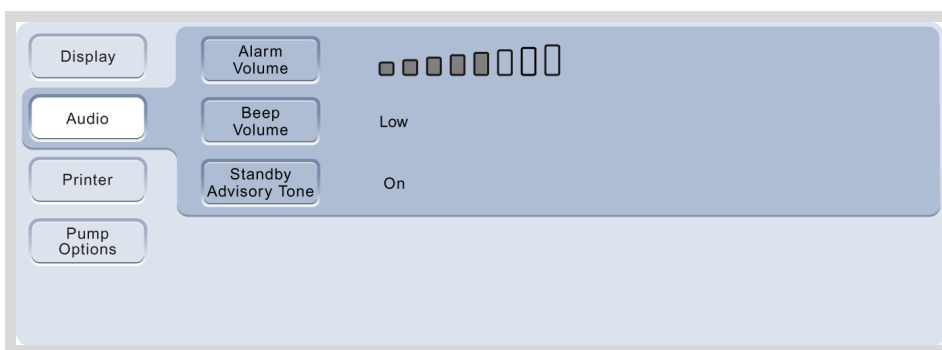 Display
Audio
Printer
Pump
Options
Alarm
Volume
Beep
Volume
Low
Standby
Advisory Tone
On